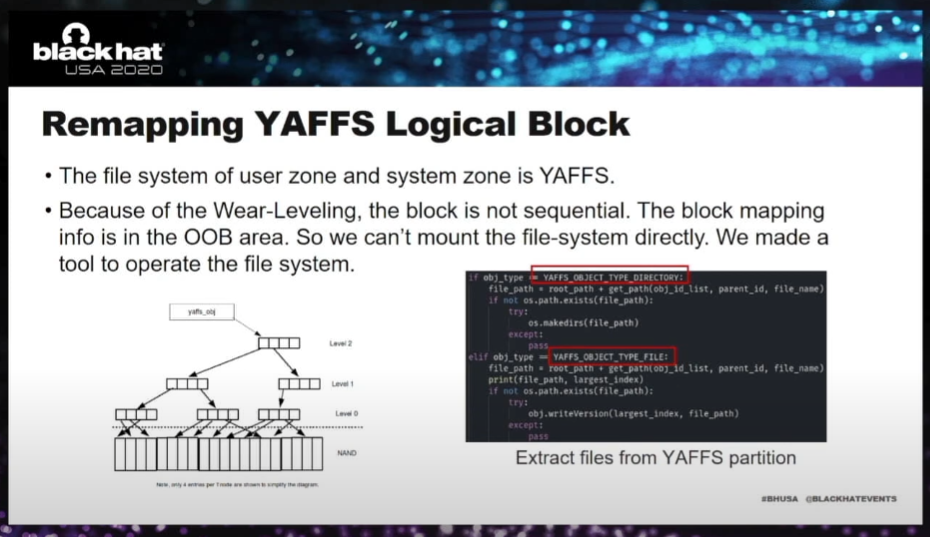 black hat
USA 2020
Remapping YAFFS Logical Block
• The file system of user zone and system zone is YAFFS.
• Because of the Wear-Leveling, the block is not sequential. The block mapping
info is in the OOB area. So we can't mount the file-system directly. We made a
tool to operate the file system.
yaffs_obj
Level 2
Level 1
Level 0
NAND
Note, only 4 entries per Tnode are shown to simplify the diagram.
if obj_type == YAFFS_OBJECT_TYPE_DIRECTORY:
file_path = root_path + get_path(obj_id_list, parent_id, file_name)
if not os.path.exists(file_path):
try:
os.makedirs(file_path)
except:
pass
elif obj_type == YAFFS_OBJECT_TYPE_FILE:
file_path = root_path + get_path(obj_id_list, parent_id, file_name)
print(file_path, largest_index)
if not os.path.exists(file_path):
try:
obj.writeVersion(largest_index, file_path)
except:
pass
Extract files from YAFFS partition
#BHUSA @BLACKHATEVENTS